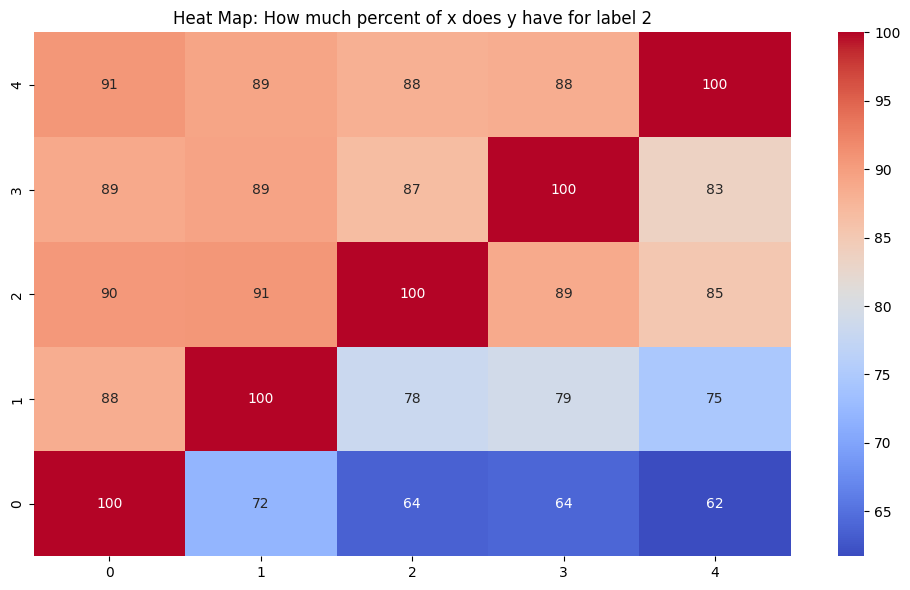 Heat Map: How much percent of x does y have for label 2
4 91 89 88 88 100
3 89 89 87 100 83
2 90 91 100 89 85
1 88 100 78 79 75
0 100 72 64 64 62
0 1 2 3 4
100
95
90
85
80
75
70
65